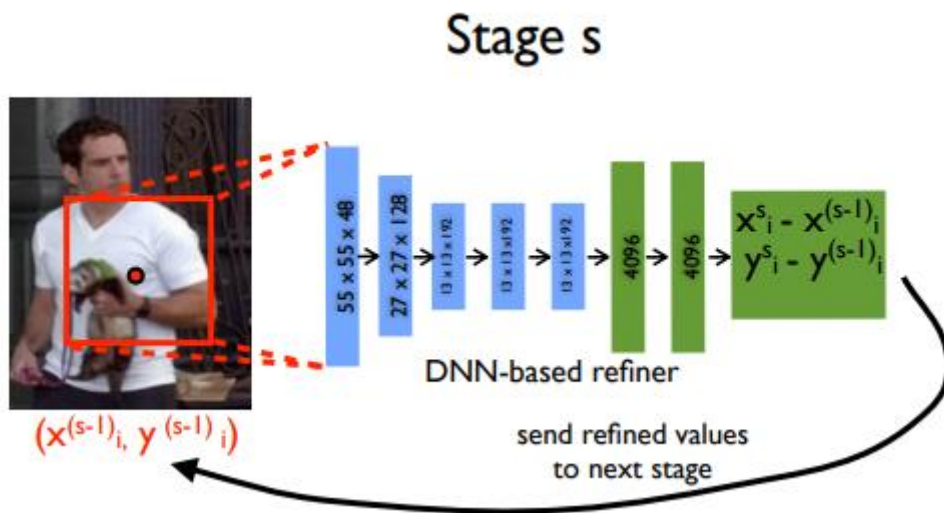 Stage s
55 x 55 x 48
27 x 27 x 128
13 x 13 x 192
13 x 13 x 192
13 x 13 x 192
4096
4096
x^s_i - x^(s-1)_i
y^s_i - y^(s-1)_i
DNN-based refiner
(x^(s-1)_i, y^(s-1)_i)
send refined values
to next stage